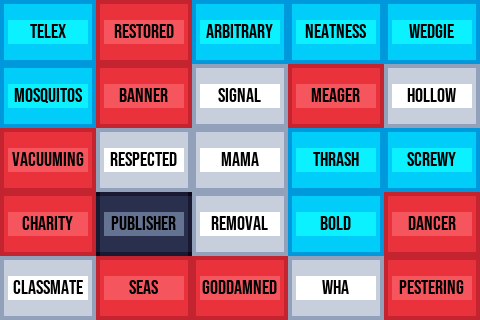 TELEX RESTORED ARBITRARY NEATNESS WEDGIE
MOSQUITOS BANNER SIGNAL MEAGER HOLLOW
VACUUMING RESPECTED MAMA THRASH SCREWY
CHARITY PUBLISHER REMOVAL BOLD DANCER
CLASSMATE SEAS GODDAMNED WHA PESTERING